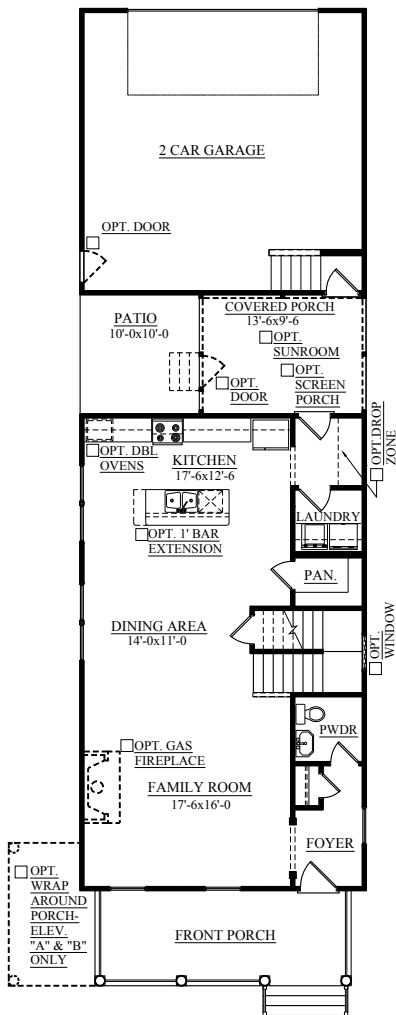 2 CAR GARAGE
OPT. DOOR
PATIO
10'-0x10'-0
COVERED PORCH
13'-6x9'-6
OPT.
SUNROOM
OPT.
SCREEN
PORCH
OPT.
DOOR
OPT.DROP
ZONE
OPT. DBL
OVENS
KITCHEN
17'-6x12'-6
OPT. 1' BAR
EXTENSION
LAUNDRY
PAN.
DINING AREA
14'-0x11'-0
OPT.
WINDOW
PWDR
OPT. GAS
FIREPLACE
FAMILY ROOM
17'-6x16'-0
FOYER
OPT.
WRAP
AROUND
PORCH-
ELEV.
"A" & "B"
ONLY
FRONT PORCH